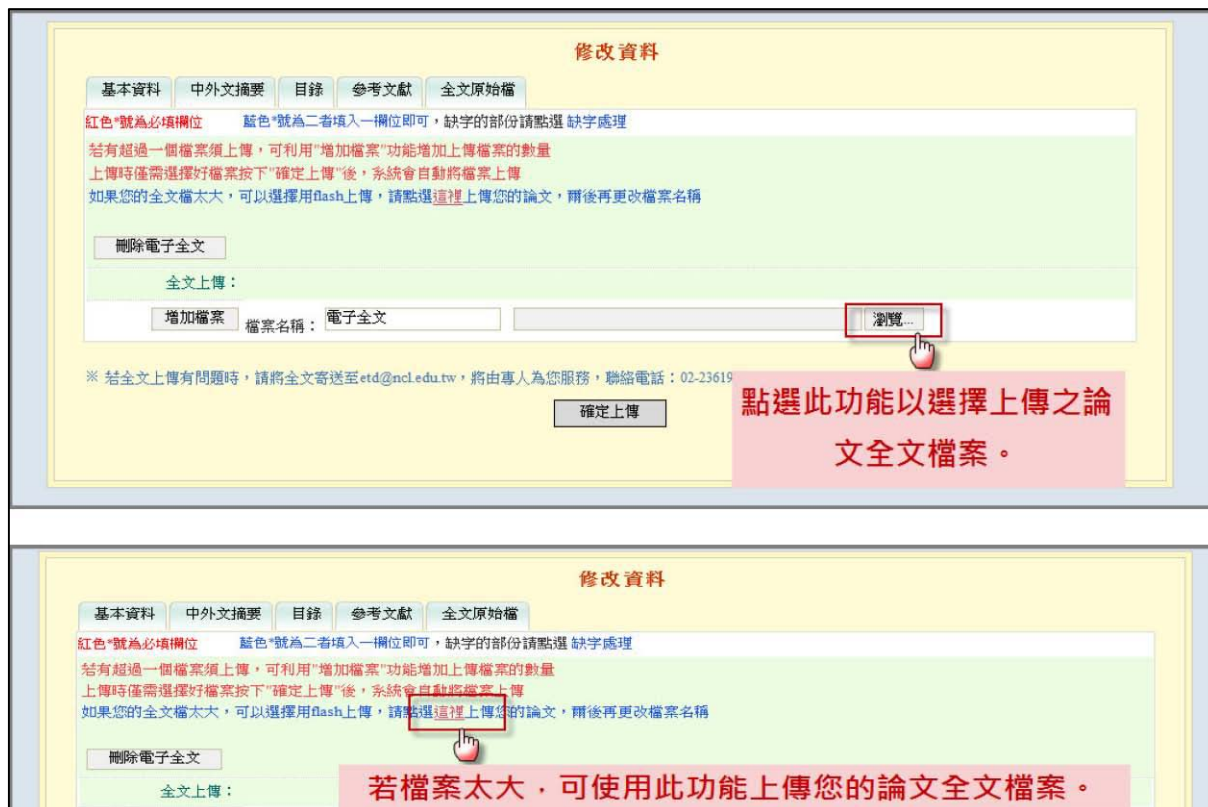 修改資料
基本資料 中外文摘要 目錄 參考文獻 全文原始檔
紅色*號為必填欄位 藍色*號為二者填入一欄位即可，缺字的部份請點選 缺字處理
若有超過一個檔案須上傳，可利用"增加檔案"功能增加上傳檔案的數量
上傳時僅需選擇好檔案按下"確定上傳"後，系統會自動將檔案上傳
如果您的全文檔太大，可以選擇用flash上傳，請點選這裡上傳您的論文，爾後再更改檔案名稱
刪除電子全文
全文上傳：
增加檔案 檔案名稱： 電子全文 瀏覽...
※ 若全文上傳有問題時，請將全文寄送至etd@ncl.edu.tw，將由專人為您服務，聯絡電話：02-23619
確定上傳
點選此功能以選擇上傳之論
文全文檔案。
修改資料
基本資料 中外文摘要 目錄 參考文獻 全文原始檔
紅色*號為必填欄位 藍色*號為二者填入一欄位即可，缺字的部份請點選 缺字處理
若有超過一個檔案須上傳，可利用"增加檔案"功能增加上傳檔案的數量
上傳時僅需選擇好檔案按下"確定上傳"後，系統會自動將檔案上傳
如果您的全文檔太大，可以選擇用flash上傳，請點選這裡上傳您的論文，爾後再更改檔案名稱
刪除電子全文
全文上傳：
若檔案太大，可使用此功能上傳您的論文全文檔案。